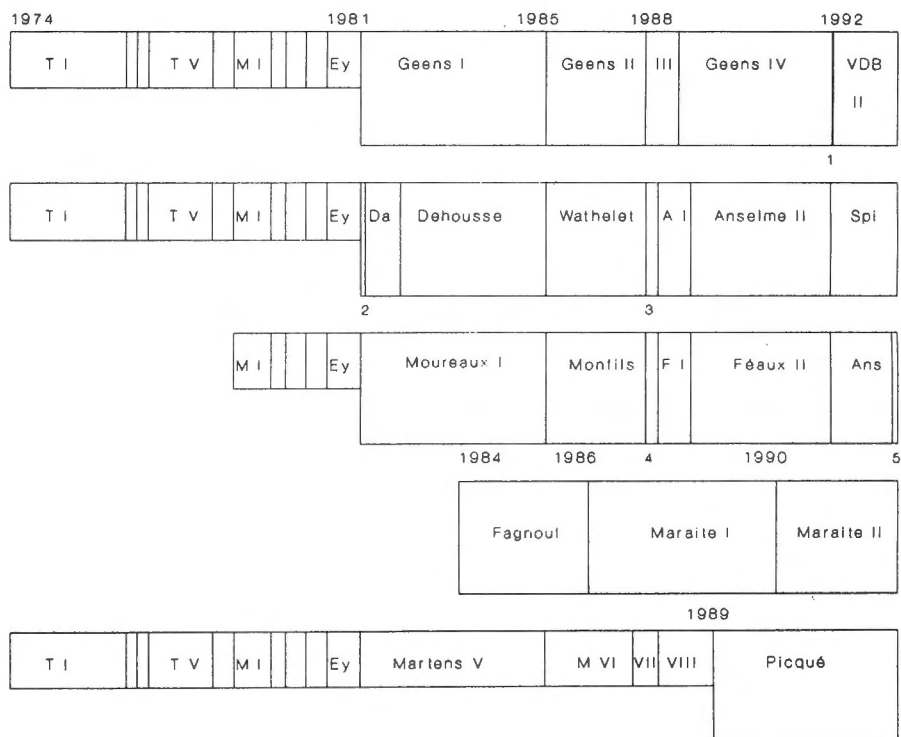 1974 1981 1985 1988 1992
T I T V M I Ey Geens I Geens II III Geens IV VDB
II
1
T I T V M I Ey Da Dehousse Wathelet A I Anselme II Spi
2 3
M I Ey Moureaux I Monfils F I Féaux II Ans
1984 1986 4 1990 5
Fagnoul Maraite I Maraite II
1989
T I T V M I Ey Martens V M VI VII VIII Picqué